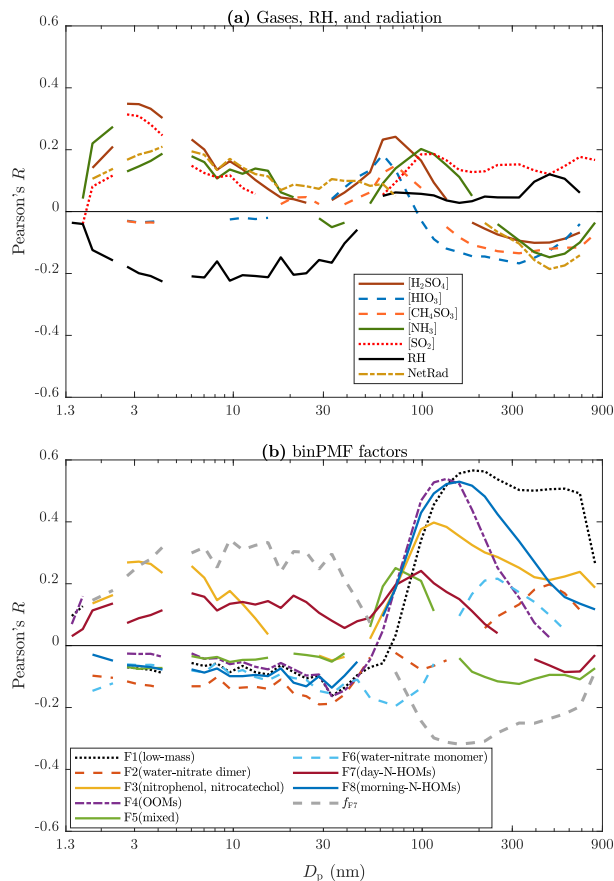 (a) Gases, RH, and radiation
0.6
0.4
0.2
0
-0.2
-0.4
-0.6
Pearson's R
1.3 3 10 30 100 300 900
[H₂SO₄]
[HIO₃]
[CH₄SO₃]
[NH₃]
[SO₂]
RH
NetRad
(b) binPMF factors
0.6
0.4
0.2
0
-0.2
-0.4
-0.6
Pearson's R
F1(low-mass)
F2(water-nitrate dimer)
F3(nitrophenol, nitrocatechol)
F4(OOMs)
F5(mixed)
F6(water-nitrate monomer)
F7(day-N-HOMs)
F8(morning-N-HOMs)
fF7
1.3 3 10 30 100 300 900
Dp (nm)